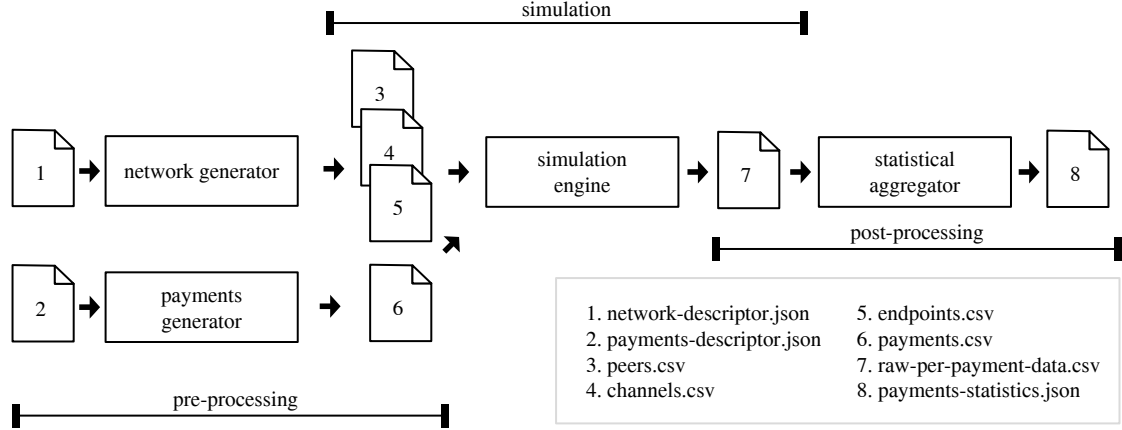 simulation
3
4
5
1
network generator
simulation
engine
7
statistical
aggregator
8
post-processing
2
payments
generator
6
1. network-descriptor.json
2. payments-descriptor.json
3. peers.csv
4. channels.csv
5. endpoints.csv
6. payments.csv
7. raw-per-payment-data.csv
8. payments-statistics.json
pre-processing